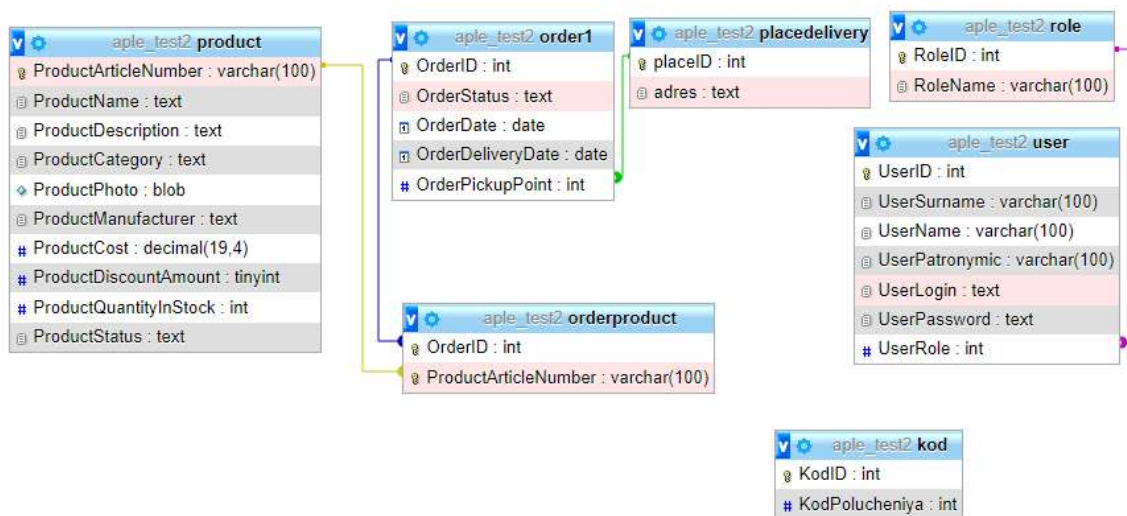 aple_test2 product
ProductArticleNumber : varchar(100)
ProductName : text
ProductDescription : text
ProductCategory : text
ProductPhoto : blob
ProductManufacturer : text
# ProductCost : decimal(19,4)
# ProductDiscountAmount : tinyint
# ProductQuantityInStock : int
ProductStatus : text
aple_test2 order1
OrderID : int
OrderStatus : text
OrderDate : date
OrderDeliveryDate : date
# OrderPickupPoint : int
aple_test2 placedelivery
placeID : int
adres : text
aple_test2 role
RoleID : int
RoleName : varchar(100)
aple_test2 user
UserID : int
UserSurname : varchar(100)
UserName : varchar(100)
UserPatronymic : varchar(100)
UserLogin : text
UserPassword : text
# UserRole : int
aple_test2 orderproduct
OrderID : int
ProductArticleNumber : varchar(100)
aple_test2 kod
KodID : int
# KodPolucheniya : int